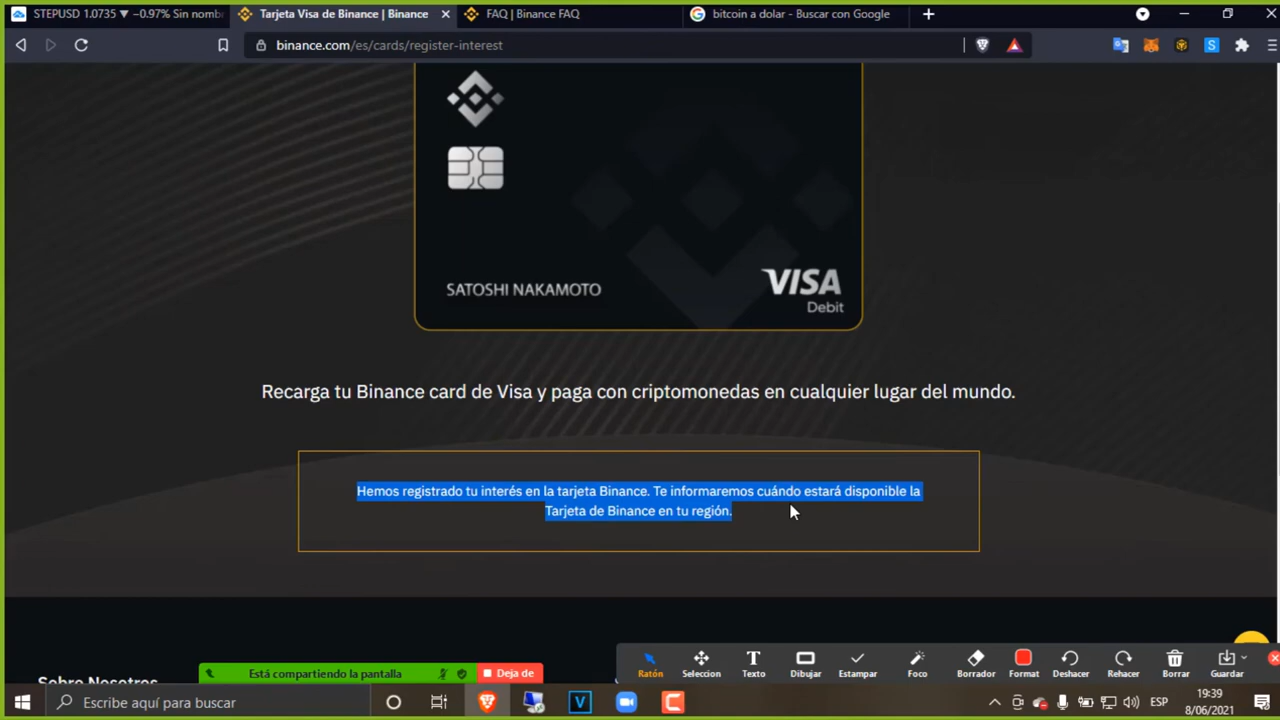 STEPUSD 1.0735 ▼ −0.97% Sin nomb
Tarjeta Visa de Binance | Binance
FAQ | Binance FAQ
bitcoin a dolar - Buscar con Google
binance.com/es/cards/register-interest
SATOSHI NAKAMOTO
VISA
Debit
Recarga tu Binance card de Visa y paga con criptomonedas en cualquier lugar del mundo.
Hemos registrado tu interés en la tarjeta Binance. Te informaremos cuándo estará disponible la
Tarjeta de Binance en tu región.
Sobre Nosotros
Está compartiendo la pantalla
Deja de
Ratón
Seleccion
Texto
Dibujar
Estampar
Foco
Borrador
Format
Deshacer
Rehacer
Borrar
Guardar
Escribe aquí para buscar
ESP
19:39
8/06/2021